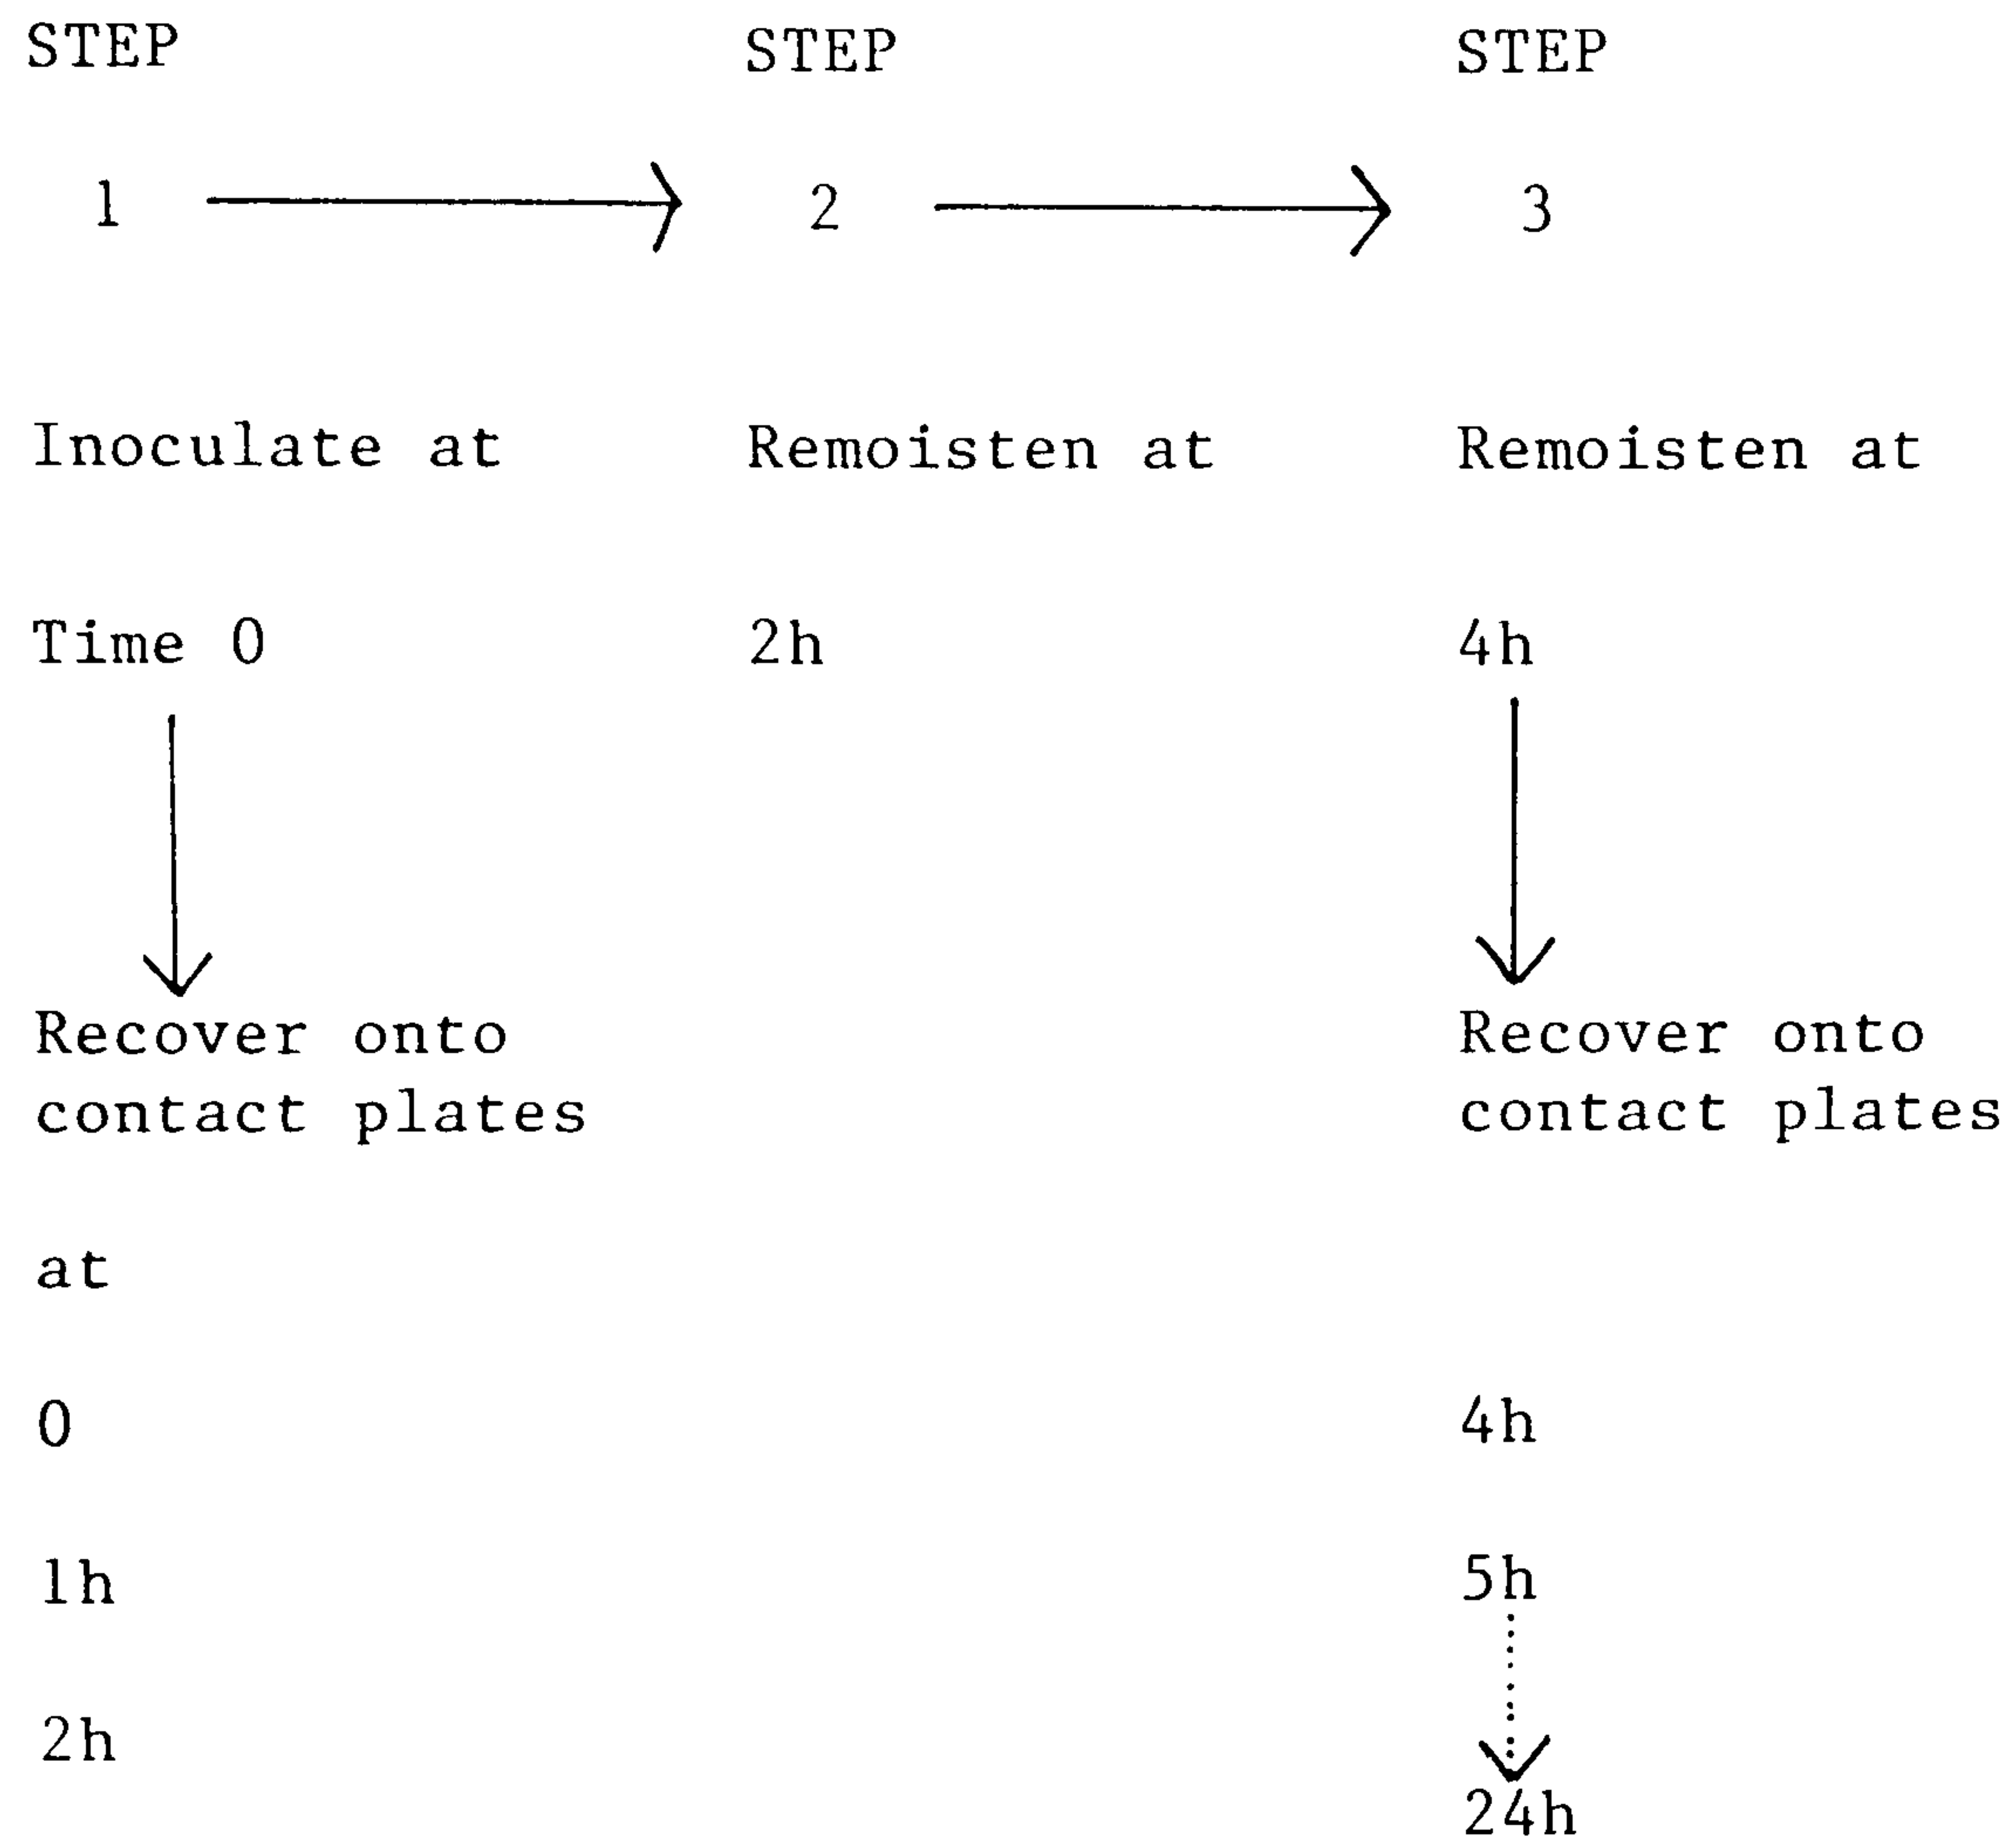 STEP STEP STEP
1 2 3
Inoculate at Remoisten at Remoisten at
Time 0 2h 4h
Recover onto Recover onto
contact plates contact plates
at
0 4h
1h 5h
2h
24h